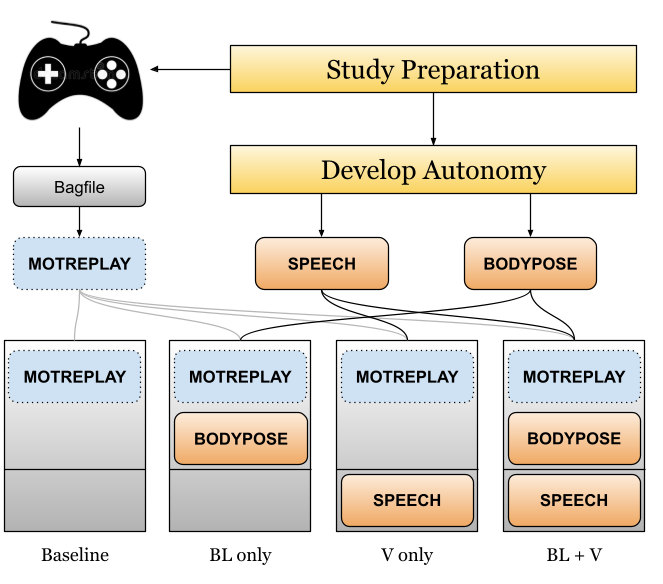 Study Preparation
Develop Autonomy
Bagfile
MOTREPLAY
SPEECH
BODYPOSE
MOTREPLAY
MOTREPLAY
MOTREPLAY
MOTREPLAY
BODYPOSE
BODYPOSE
SPEECH
SPEECH
Baseline
BL only
V only
BL + V